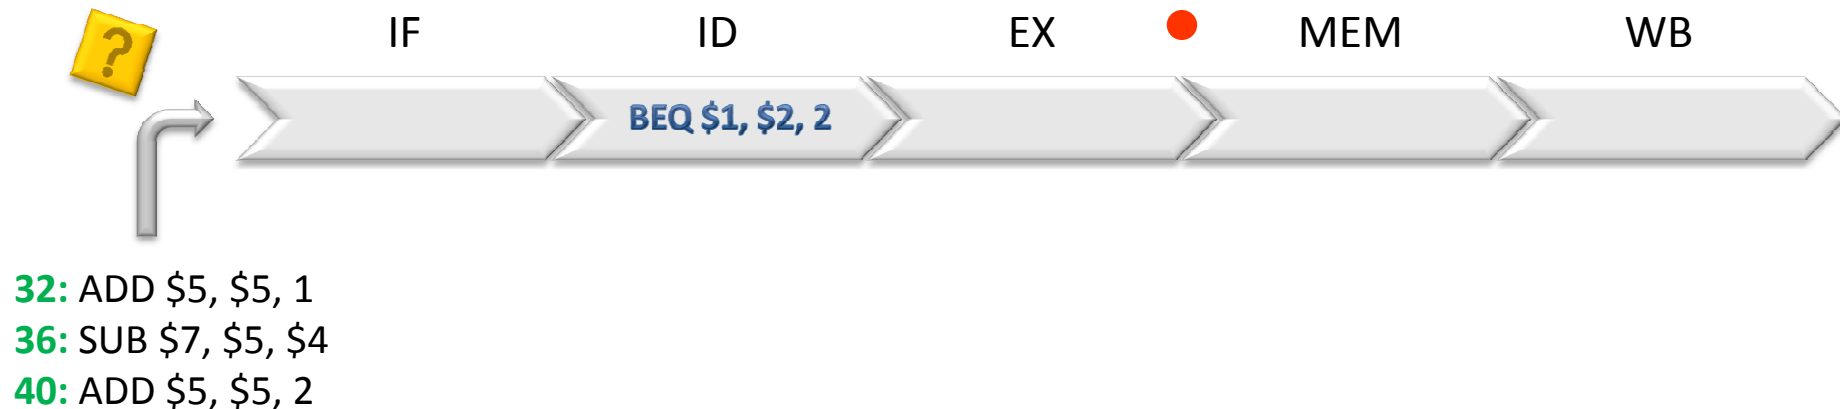 ?
IF ID EX MEM WB
BEQ $1, $2, 2
32: ADD $5, $5, 1
36: SUB $7, $5, $4
40: ADD $5, $5, 2